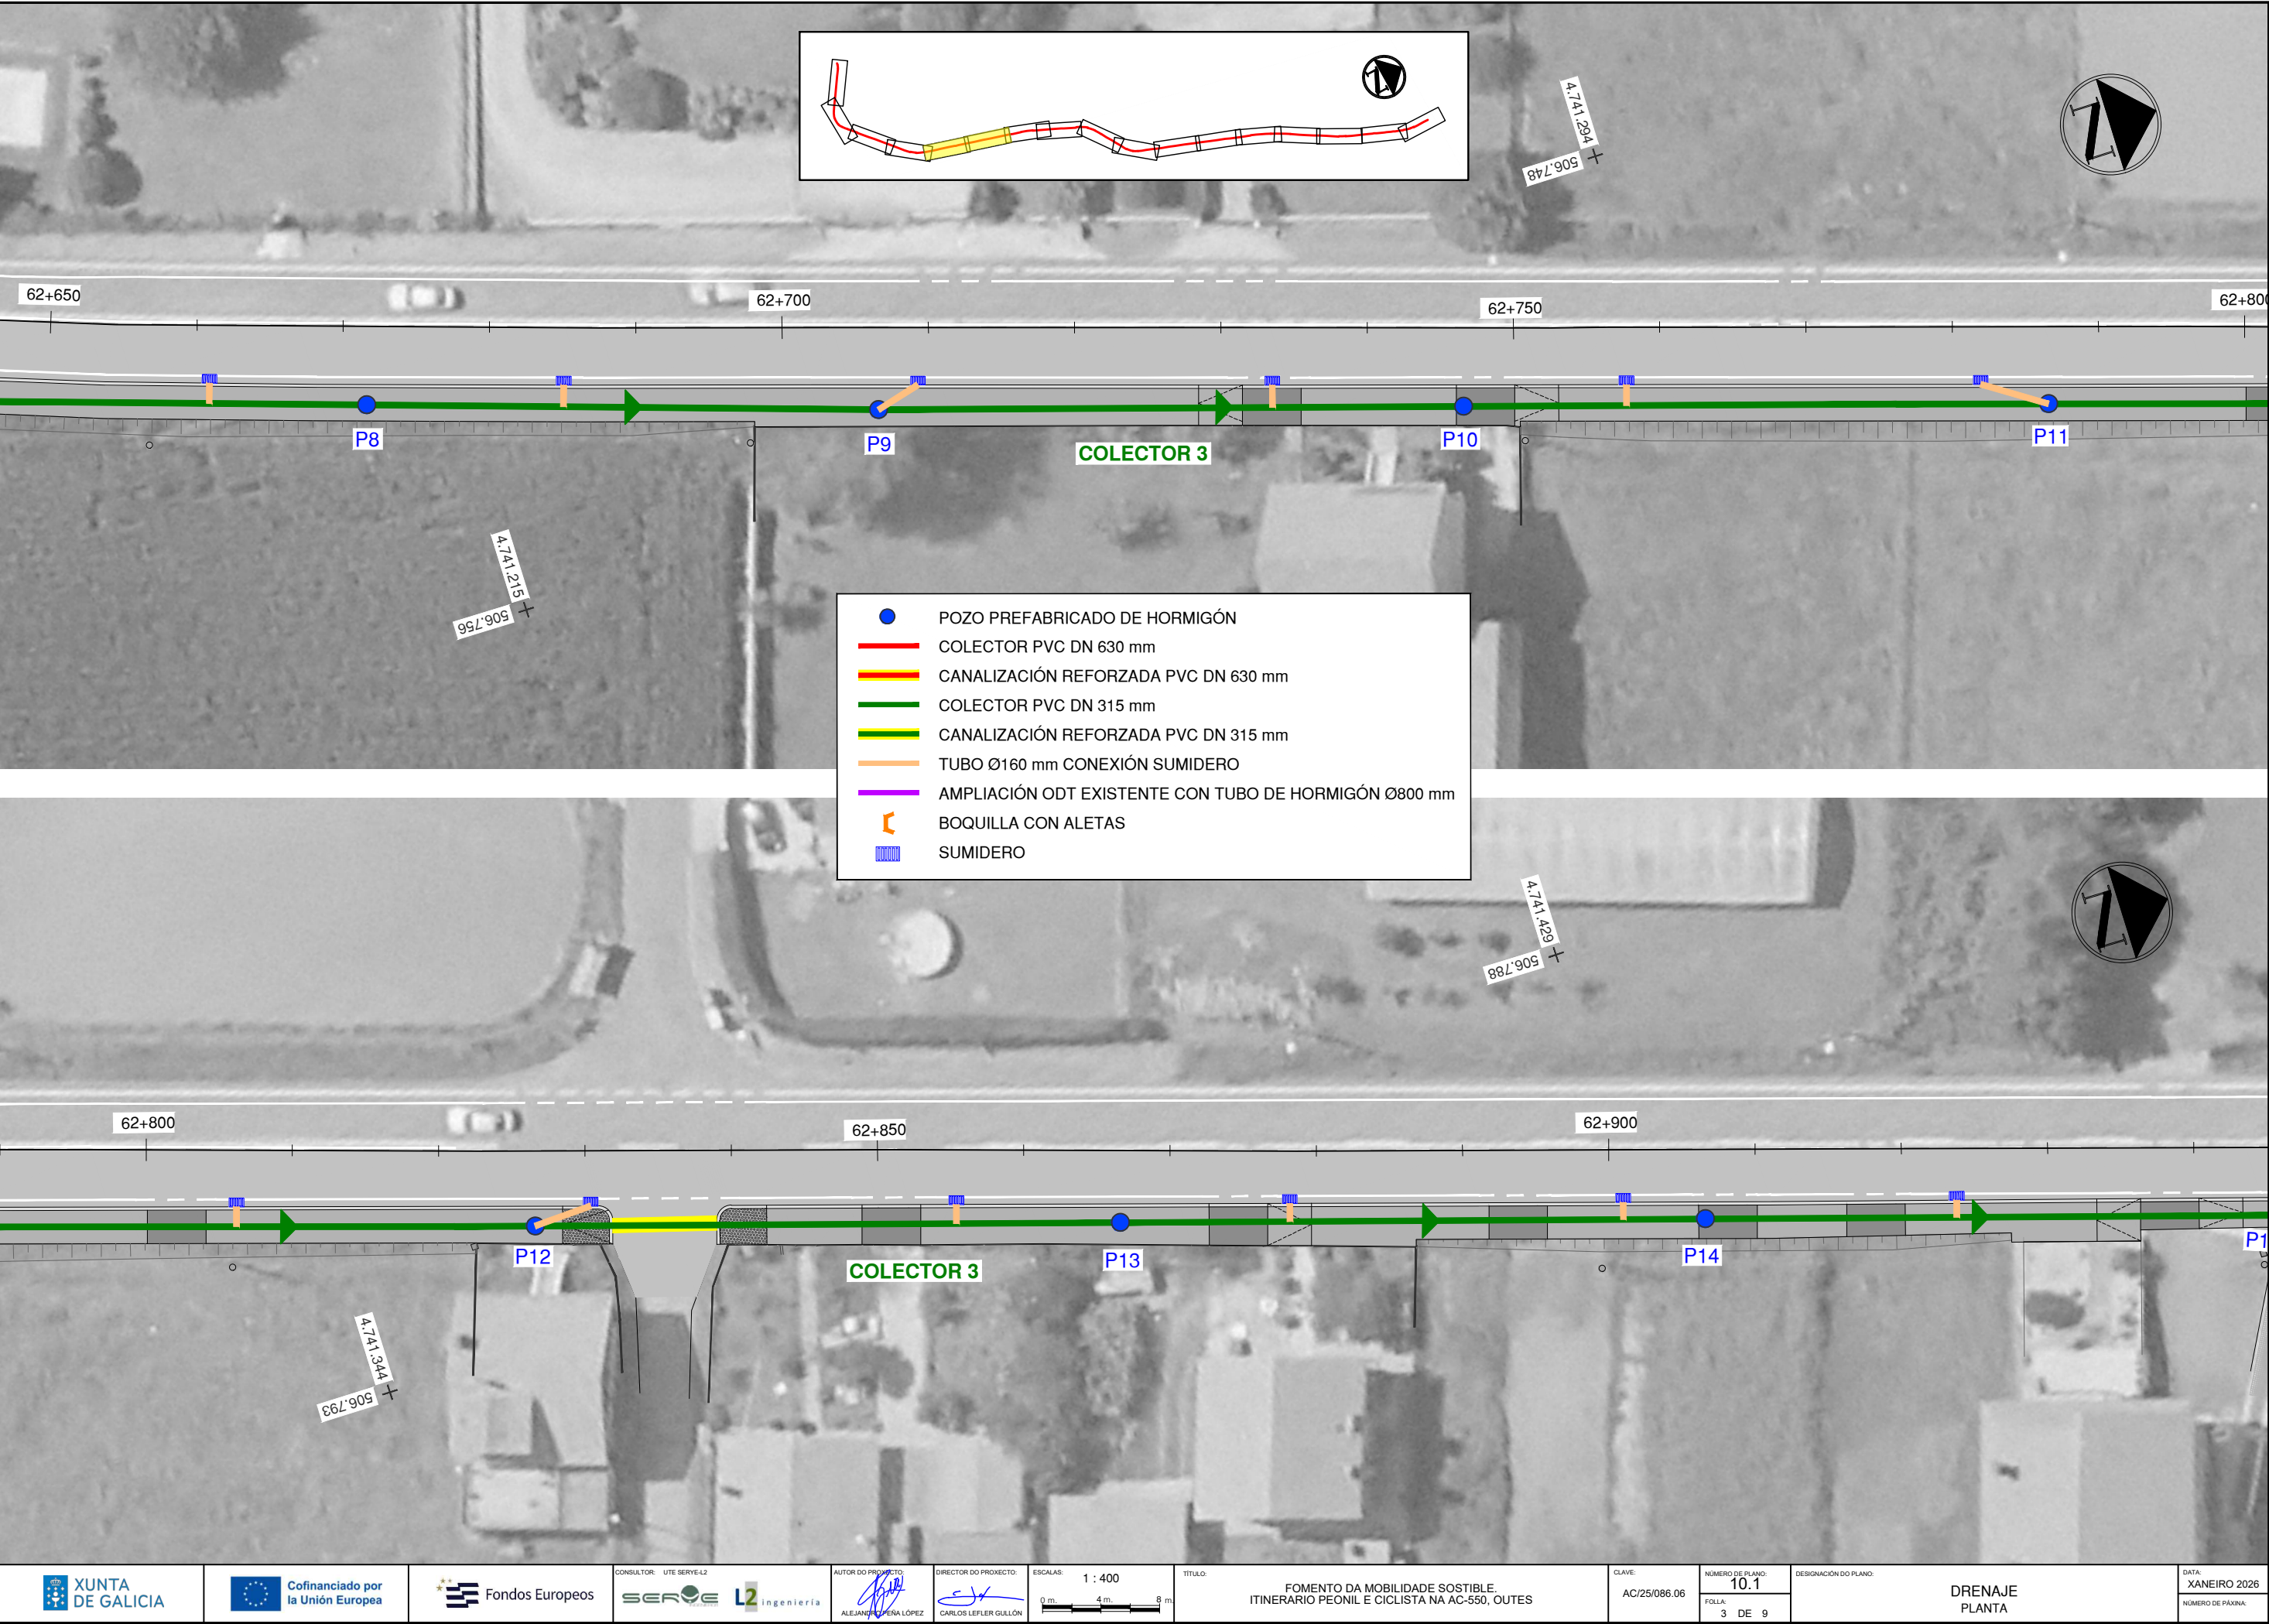 4.741.294
506.748
62+650
62+700
62+750
62+800
P8
P9
P10
P11
COLECTOR 3
4.741.215
506.756
POZO PREFABRICADO DE HORMIGÓN
COLECTOR PVC DN 630 mm
CANALIZACIÓN REFORZADA PVC DN 630 mm
COLECTOR PVC DN 315 mm
CANALIZACIÓN REFORZADA PVC DN 315 mm
TUBO Ø160 mm CONEXIÓN SUMIDERO
AMPLIACIÓN ODT EXISTENTE CON TUBO DE HORMIGÓN Ø800 mm
BOQUILLA CON ALETAS
SUMIDERO
4.741.429
506.788
62+800
62+850
62+900
P12
P13
P14
P1
COLECTOR 3
4.741.344
506.793
XUNTA
DE GALICIA
Cofinanciado por
la Unión Europea
Fondos Europeos
CONSULTOR: UTE SERYE-L2
SERYE
L2 ingeniería
AUTOR DO PROXECTO:
ALEJANDRO PEÑA LÓPEZ
DIRECTOR DO PROXECTO:
CARLOS LEFLER GULLÓN
ESCALAS:
1 : 400
0 m. 4 m. 8 m.
TÍTULO:
FOMENTO DA MOBILIDADE SOSTIBLE.
ITINERARIO PEONIL E CICLISTA NA AC-550, OUTES
CLAVE:
AC/25/086.06
NÚMERO DE PLANO:
10.1
FOLLA:
3 DE 9
DESIGNACIÓN DO PLANO:
DRENAJE
PLANTA
DATA:
XANEIRO 2026
NÚMERO DE PÁXINA: